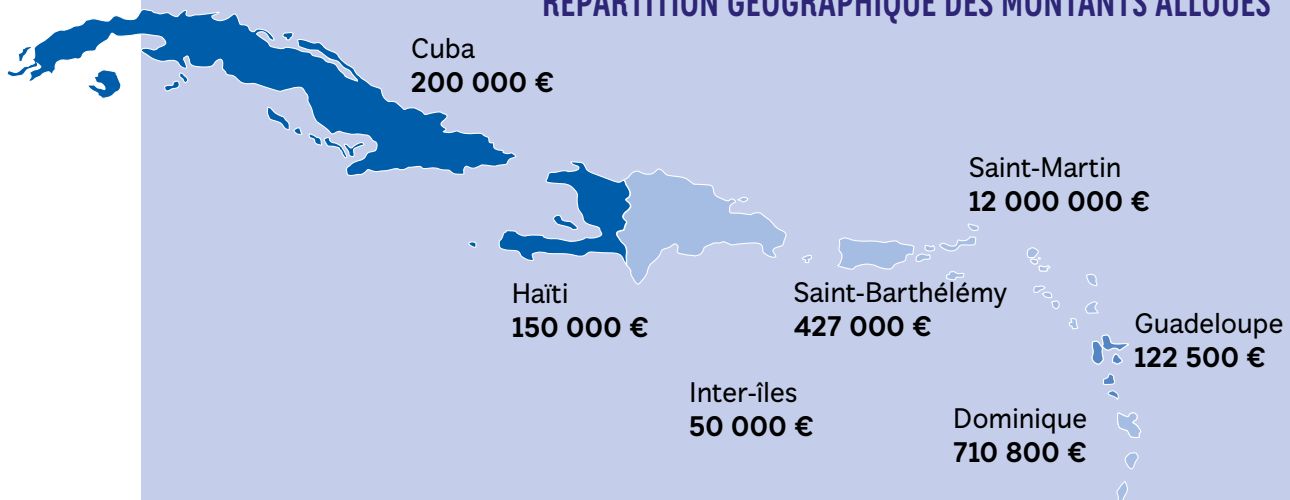 RÉPARTITION GÉOGRAPHIQUE DES MONTANTS ALLOUÉS
Cuba
200 000 €
Saint-Martin
12 000 000 €
Haïti
150 000 €
Saint-Barthélémy
427 000 €
Guadeloupe
122 500 €
Inter-îles
50 000 €
Dominique
710 800 €